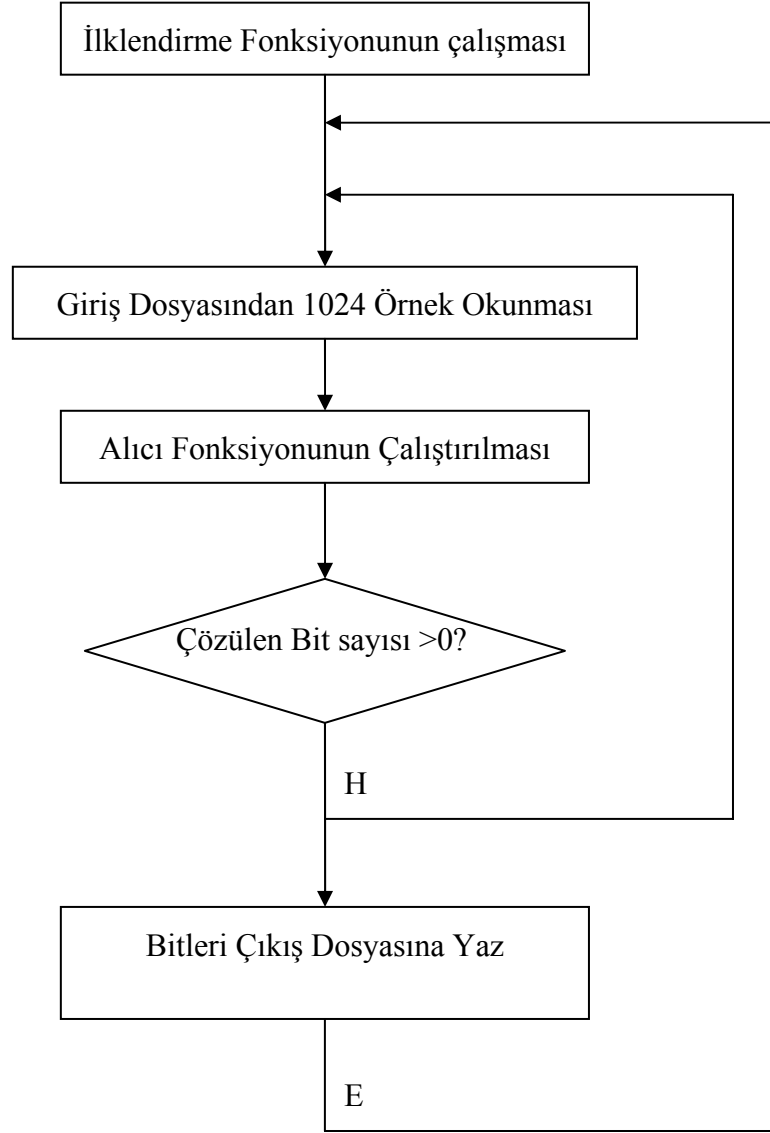 İlklendirme Fonksiyonunun çalışması
Giriş Dosyasından 1024 Örnek Okunması
Alıcı Fonksiyonunun Çalıştırılması
Çözülen Bit sayısı >0?
H
Bitleri Çıkış Dosyasına Yaz
E